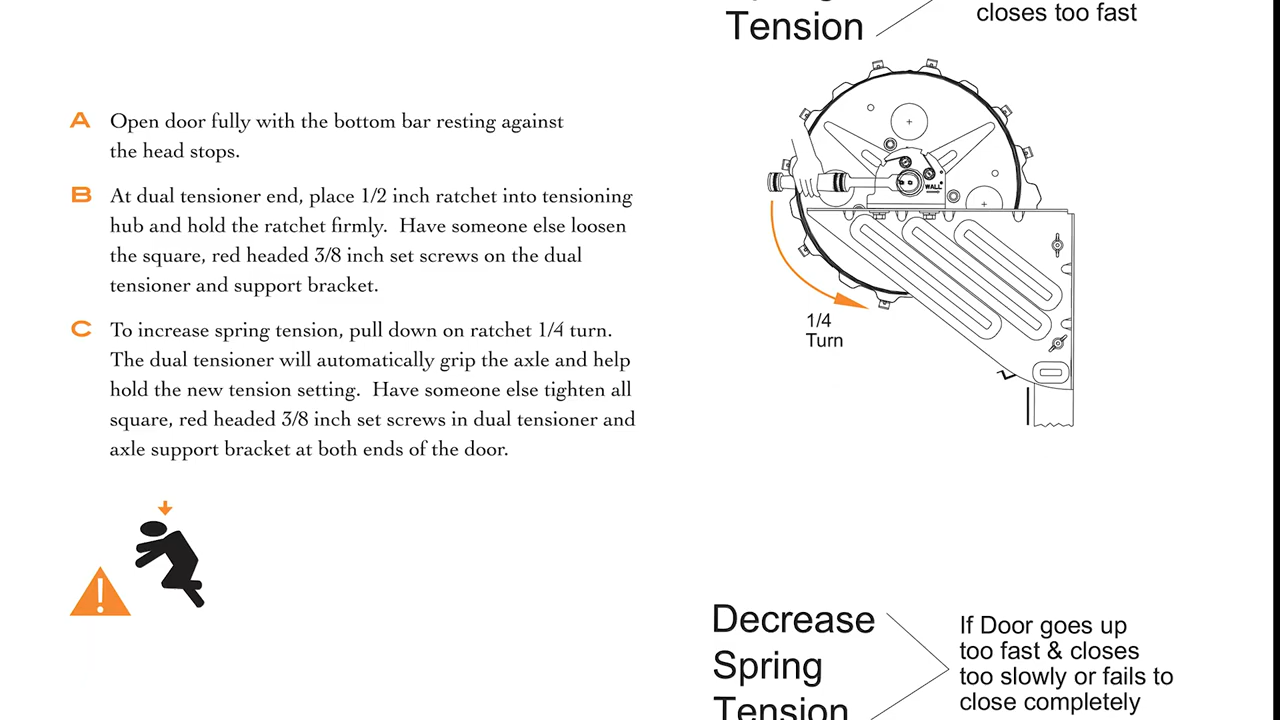 closes too fast
Tension
A Open door fully with the bottom bar resting against
the head stops.
B At dual tensioner end, place 1/2 inch ratchet into tensioning
hub and hold the ratchet firmly. Have someone else loosen
the square, red headed 3/8 inch set screws on the dual
tensioner and support bracket.
C To increase spring tension, pull down on ratchet 1/4 turn.
The dual tensioner will automatically grip the axle and help
hold the new tension setting. Have someone else tighten all
square, red headed 3/8 inch set screws in dual tensioner and
axle support bracket at both ends of the door.
WALL
1/4
Turn
!
Decrease
Spring
Tension
If Door goes up
too fast & closes
too slowly or fails to
close completely